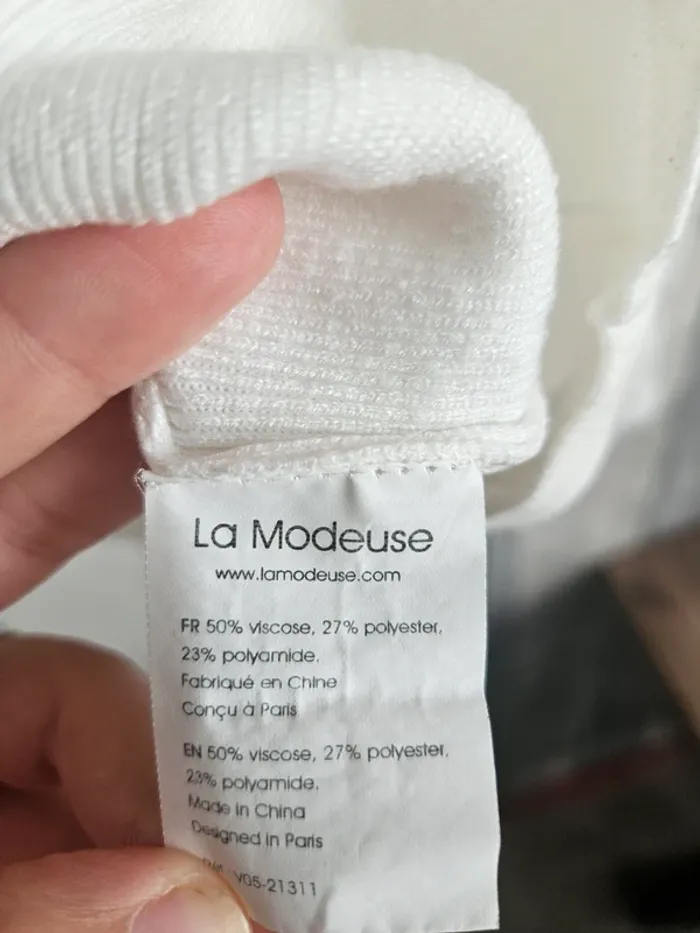 La Modeuse
www.lamodeuse.com
FR 50% viscose, 27% polyester,
23% polyamide.
Fabriqué en Chine
Conçu à Paris
EN 50% viscose, 27% polyester,
23% polyamide.
Made in China
Designed in Paris
V05-21311